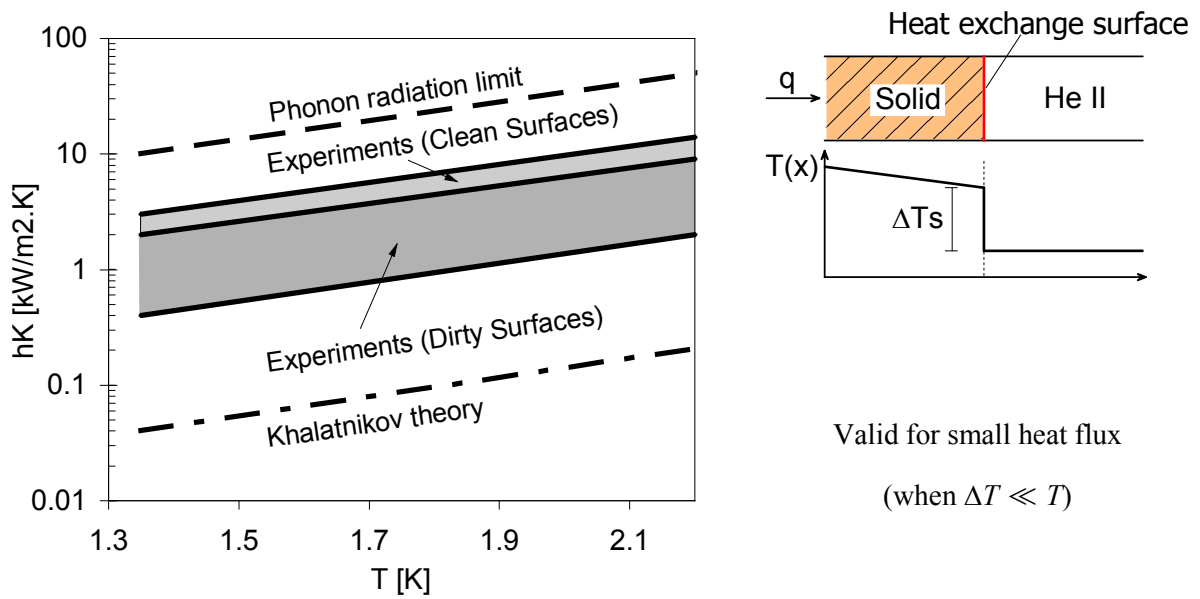 100
10
1
0.1
0.01
hK [kW/m2.K]
1.3
1.5
1.7
1.9
2.1
T [K]
Phonon radiation limit
Experiments (Clean Surfaces)
Experiments (Dirty Surfaces)
Khalatnikov theory
Heat exchange surface
q
Solid
He II
T(x)
ΔTs
Valid for small heat flux
(when ΔT ≪ T)